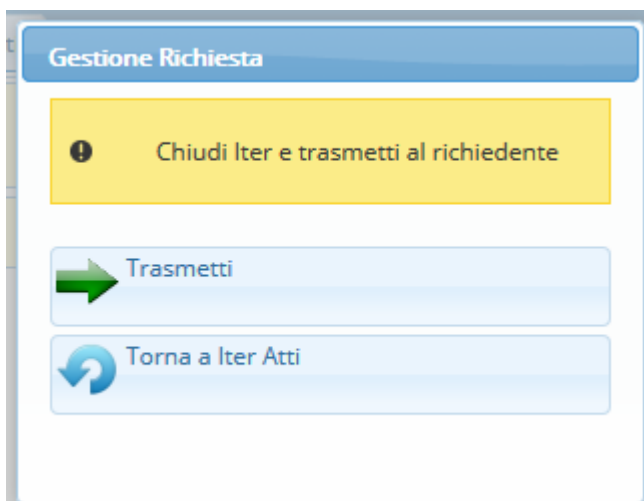 Gestione Richiesta
Chiudi Iter e trasmetti al richiedente
Trasmetti
Torna a Iter Atti